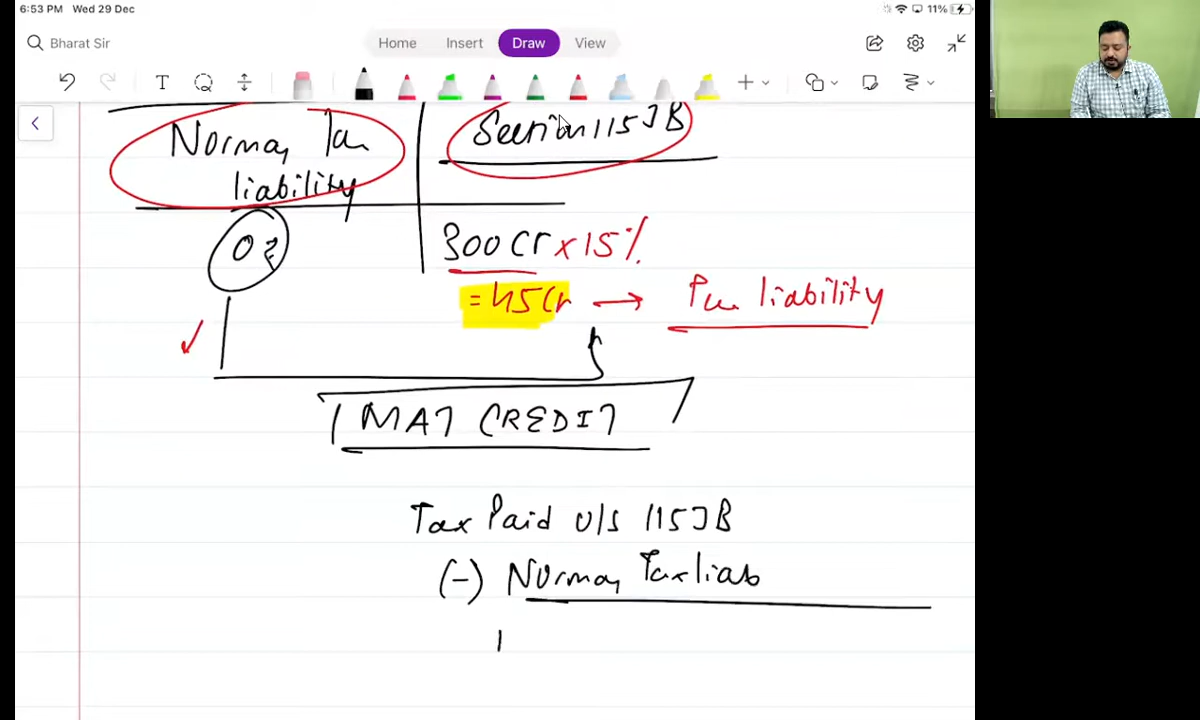 6:53 PM Wed 29 Dec
11%
Bharat Sir
Home Insert Draw View
T
Normal Tax Section 115JB
liability
0 ₹ 300 Cr x 15%
= 45 Cr → liability
MAT CREDIT
Tax Paid u/s 115JB
(-) Normal Tax liab